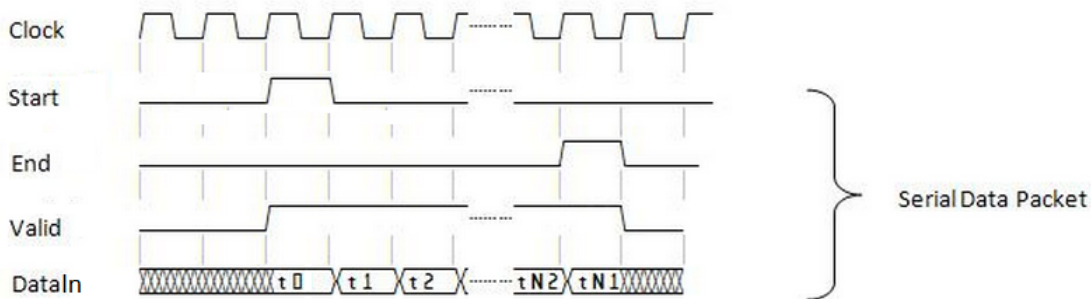 Clock
Start
End
Valid
Serial Data Packet
DataIn t0 t1 t2 tN2 tN1